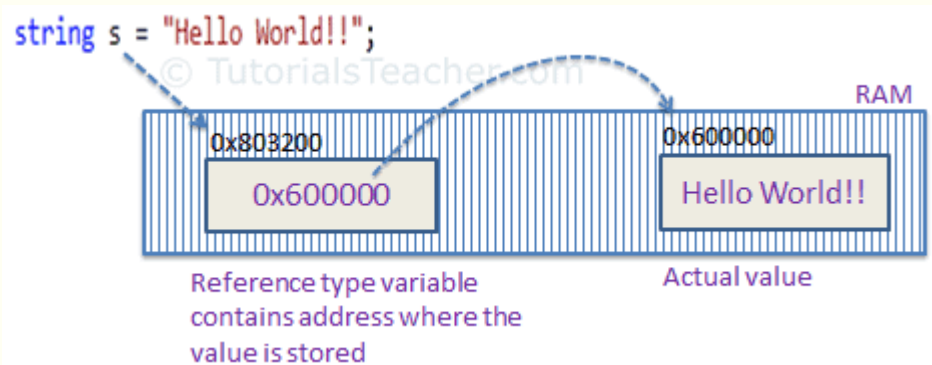 string s = "Hello World!!";
© TutorialsTeacher.com
RAM
0x803200
0x600000
0x600000
Hello World!!
Reference type variable
contains address where the
value is stored
Actual value